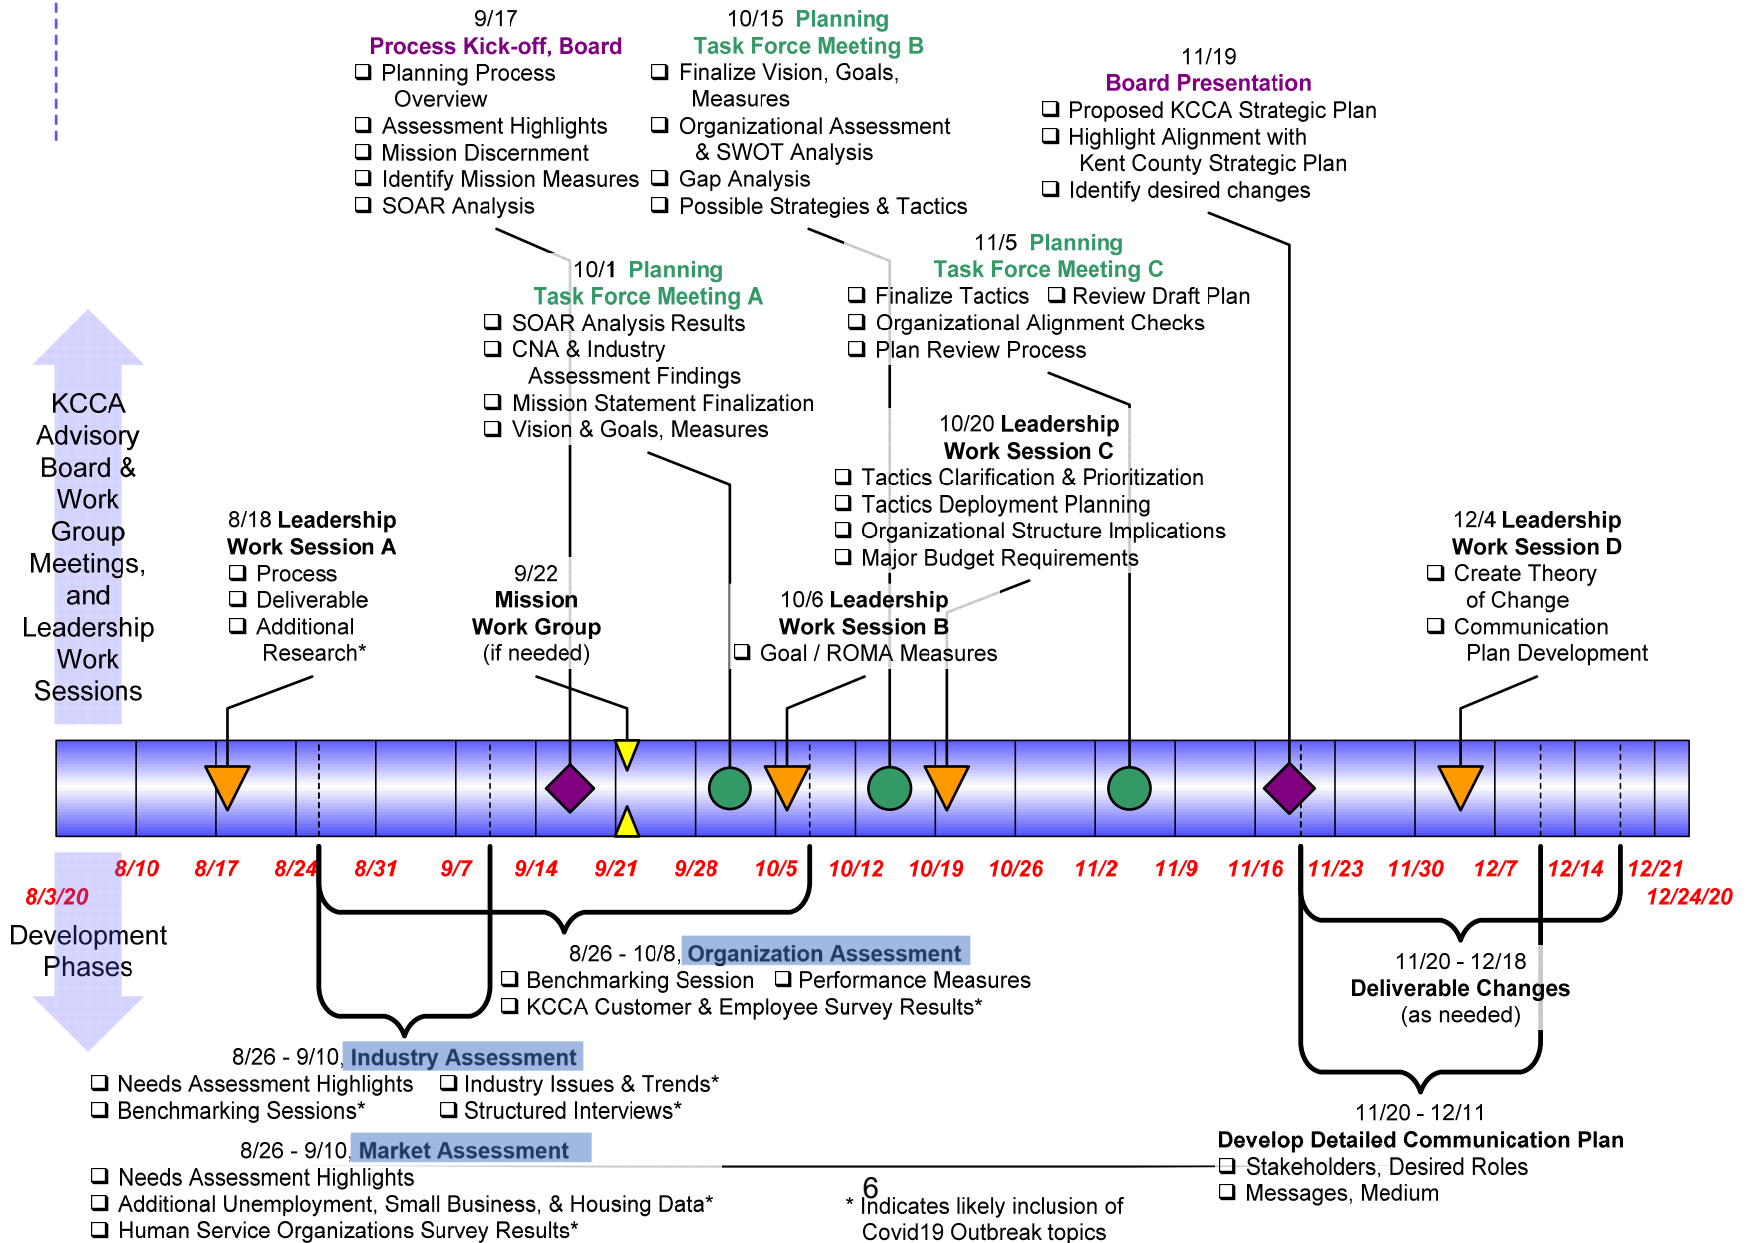 9/17
Process Kick-off, Board
❑ Planning Process
Overview
❑ Assessment Highlights
❑ Mission Discernment
❑ Identify Mission Measures
❑ SOAR Analysis
10/15 Planning
Task Force Meeting B
❑ Finalize Vision, Goals,
Measures
❑ Organizational Assessment
& SWOT Analysis
❑ Gap Analysis
❑ Possible Strategies & Tactics
11/19
Board Presentation
❑ Proposed KCCA Strategic Plan
❑ Highlight Alignment with
Kent County Strategic Plan
❑ Identify desired changes
10/1 Planning
Task Force Meeting A
❑ SOAR Analysis Results
❑ CNA & Industry
Assessment Findings
❑ Mission Statement Finalization
❑ Vision & Goals, Measures
11/5 Planning
Task Force Meeting C
❑ Finalize Tactics ❑ Review Draft Plan
❑ Organizational Alignment Checks
❑ Plan Review Process
KCCA
Advisory
Board &
Work
Group
Meetings,
and
Leadership
Work
Sessions
8/18 Leadership
Work Session A
❑ Process
❑ Deliverable
❑ Additional
Research*
9/22
Mission
Work Group
(if needed)
10/6 Leadership
Work Session B
❑ Goal / ROMA Measures
10/20 Leadership
Work Session C
❑ Tactics Clarification & Prioritization
❑ Tactics Deployment Planning
❑ Organizational Structure Implications
❑ Major Budget Requirements
12/4 Leadership
Work Session D
❑ Create Theory
of Change
❑ Communication
Plan Development
8/10 8/17 8/24 8/31 9/7 9/14 9/21 9/28 10/5 10/12 10/19 10/26 11/2 11/9 11/16 11/23 11/30 12/7 12/14 12/21
8/3/20 12/24/20
Development
Phases
8/26 - 10/8, Organization Assessment
❑ Benchmarking Session ❑ Performance Measures
❑ KCCA Customer & Employee Survey Results*
11/20 - 12/18
Deliverable Changes
(as needed)
8/26 - 9/10, Industry Assessment
❑ Needs Assessment Highlights ❑ Industry Issues & Trends*
❑ Benchmarking Sessions* ❑ Structured Interviews*
11/20 - 12/11
Develop Detailed Communication Plan
❑ Stakeholders, Desired Roles
❑ Messages, Medium
8/26 - 9/10, Market Assessment
❑ Needs Assessment Highlights
❑ Additional Unemployment, Small Business, & Housing Data*
❑ Human Service Organizations Survey Results*
6
* Indicates likely inclusion of
Covid19 Outbreak topics